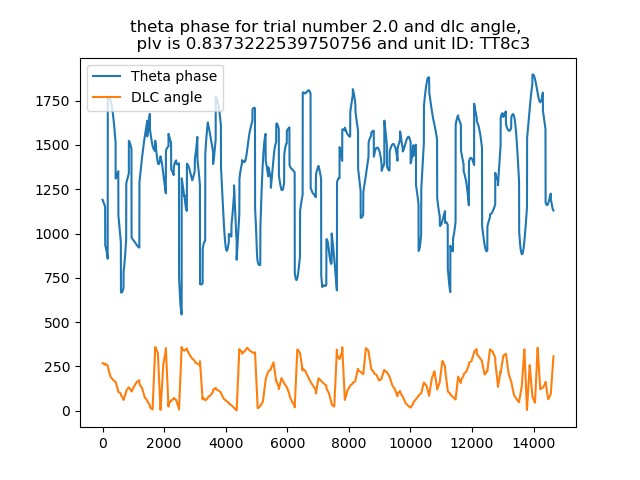 theta phase for trial number 2.0 and dlc angle,
plv is 0.8373222539750756 and unit ID: TT8c3
Theta phase
DLC angle
1750
1500
1250
1000
750
500
250
0
0 2000 4000 6000 8000 10000 12000 14000